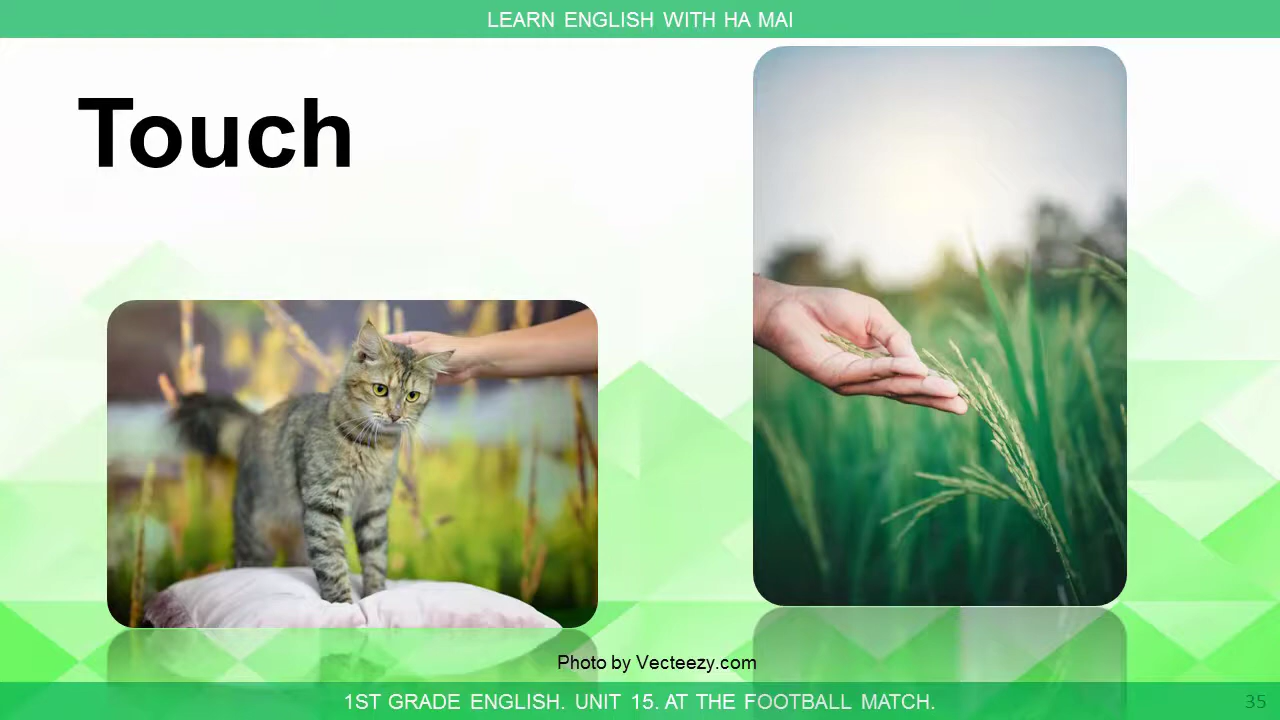 LEARN ENGLISH WITH HA MAI
Touch
Photo by Vecteezy.com
1ST GRADE ENGLISH. UNIT 15. AT THE FOOTBALL MATCH.
35